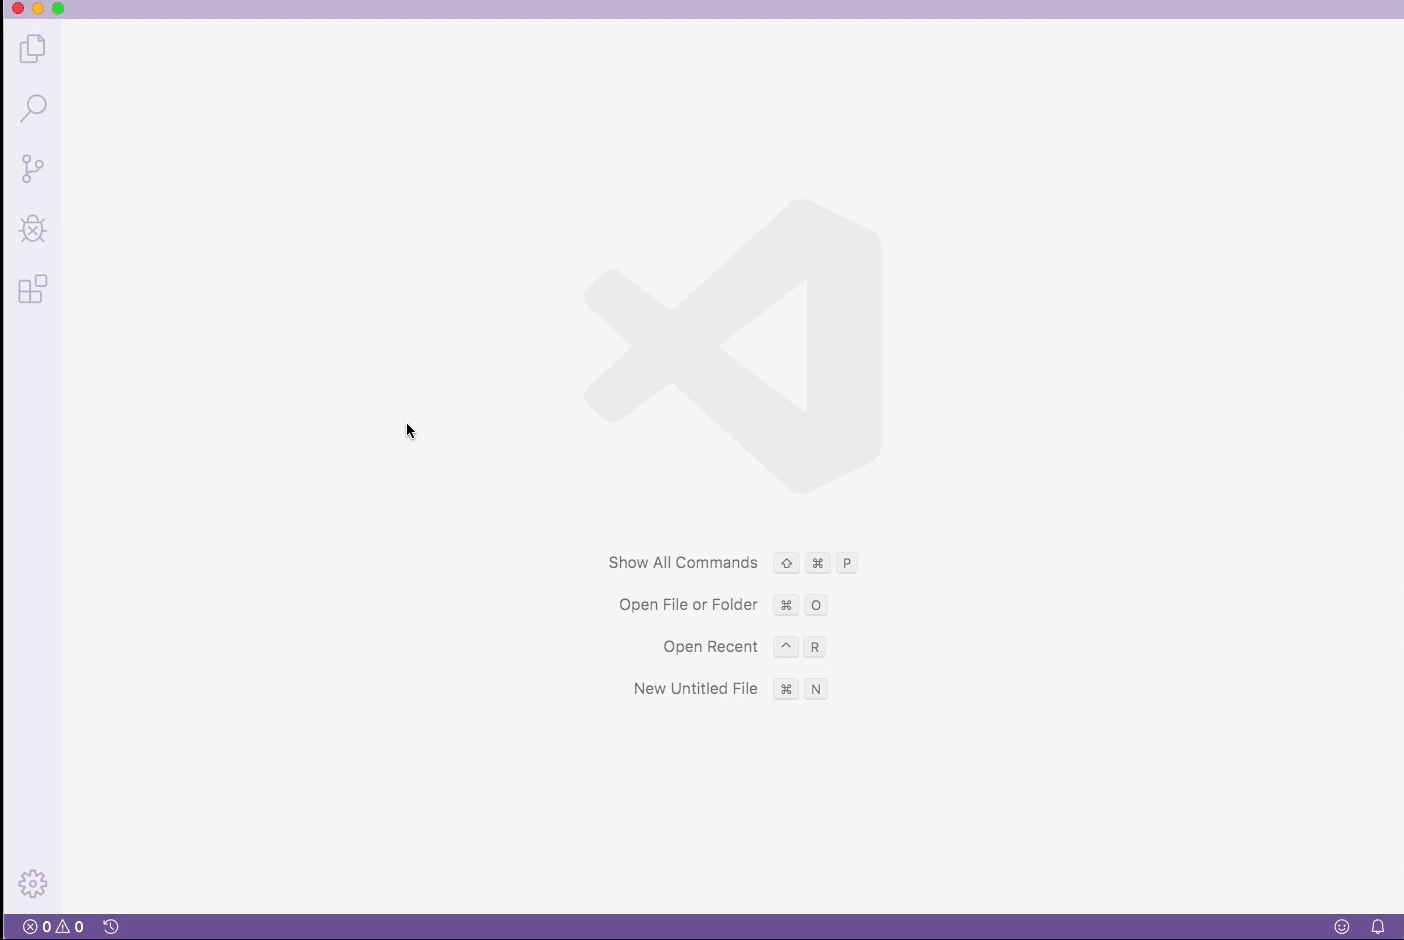 Show All Commands ⇧ ⌘ P
Open File or Folder ⌘ O
Open Recent ^ R
New Untitled File ⌘ N
0 0